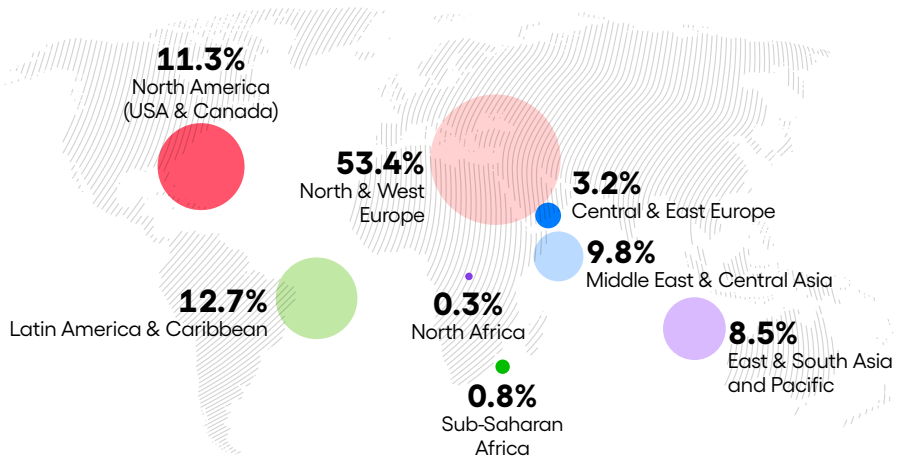 11.3%
North America
(USA & Canada)
53.4%
North & West
Europe
3.2%
Central & East Europe
9.8%
Middle East & Central Asia
12.7%
Latin America & Caribbean
0.3%
North Africa
8.5%
East & South Asia
and Pacific
0.8%
Sub-Saharan
Africa